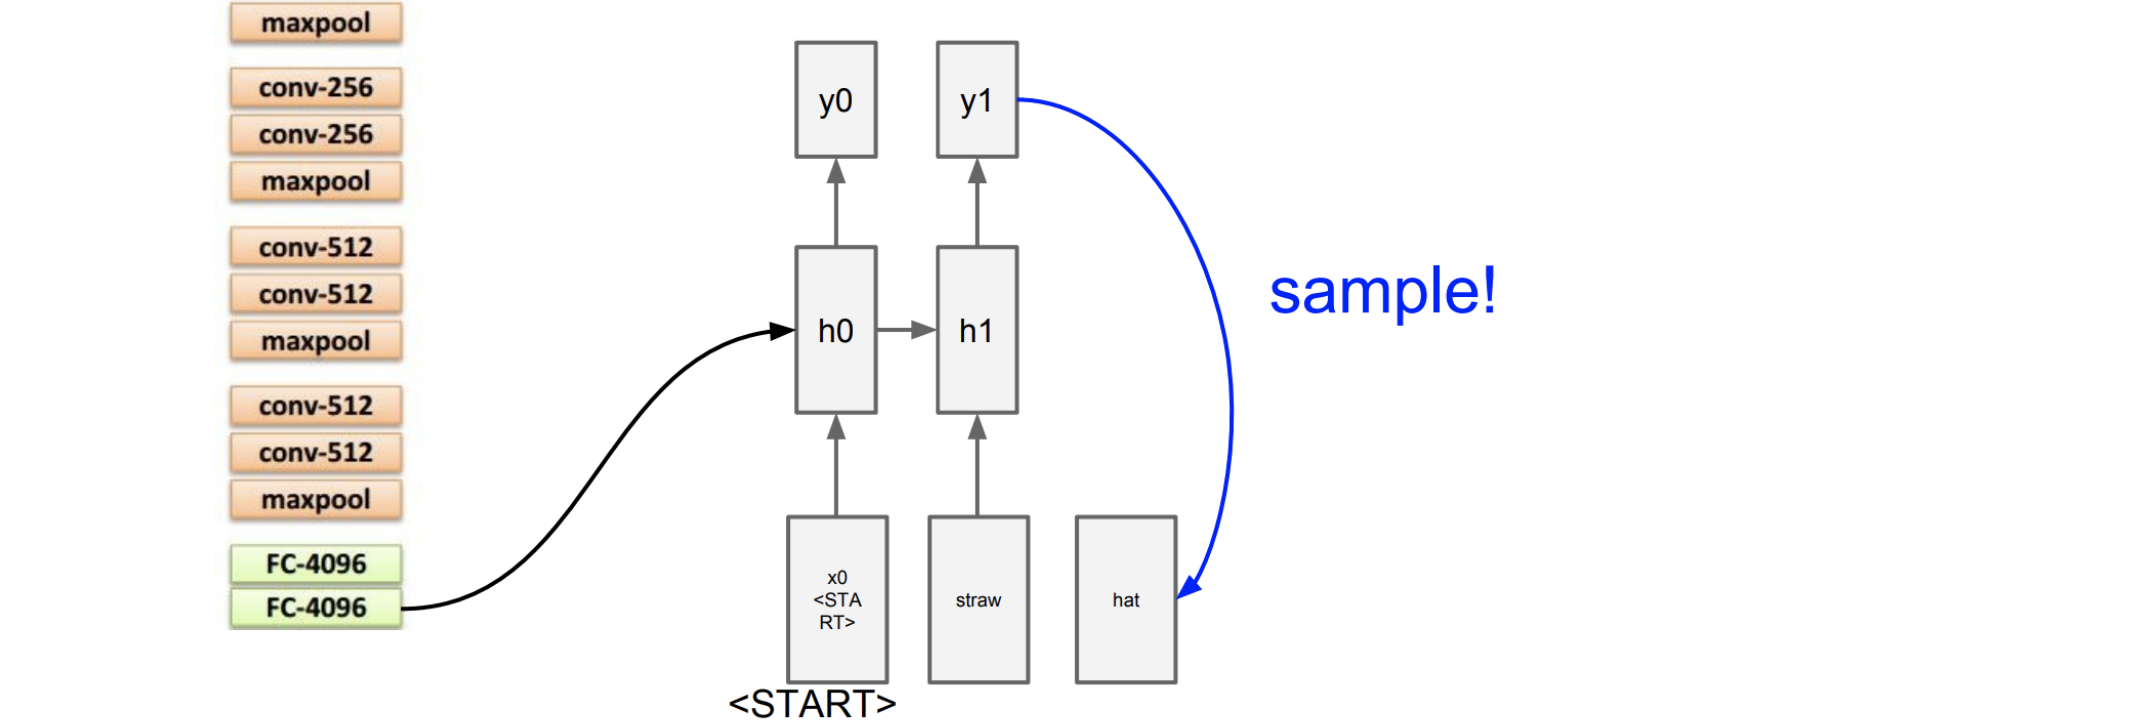 maxpool
conv-256
conv-256
maxpool
conv-512
conv-512
maxpool
conv-512
conv-512
maxpool
FC-4096
FC-4096
y0
y1
h0
h1
sample!
x0
<STA
RT>
straw
hat
<START>